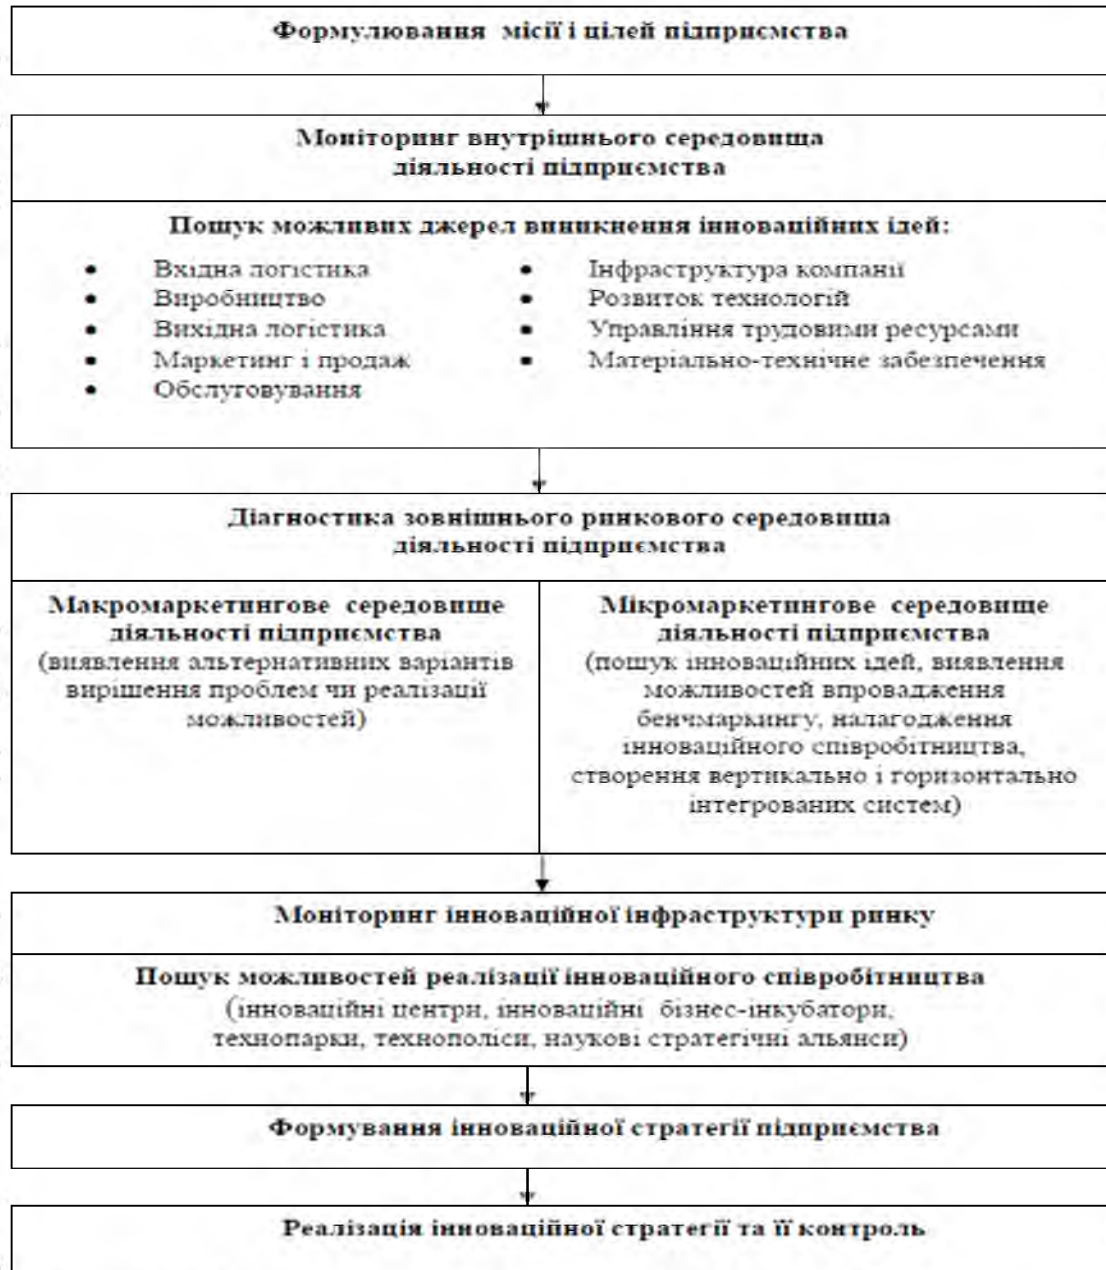 Формулювання місії і цілей підприємства
Моніторинг внутрішнього середовища
діяльності підприємства
Пошук можливих джерел виникнення інноваційних ідей:
• Вхідна логістика
• Виробництво
• Вихідна логістика
• Маркетинг і продаж
• Обслуговування
• Інфраструктура компанії
• Розвиток технологій
• Управління трудовими ресурсами
• Матеріально-технічне забезпечення
Діагностика зовнішнього ринкового середовища
діяльності підприємства
Макромаркетингове середовище
діяльності підприємства
(виявлення альтернативних варіантів
вирішення проблем чи реалізації
можливостей)
Мікромаркетингове середовище
діяльності підприємства
(пошук інноваційних ідей, виявлення
можливостей впровадження
бенчмаркингу, налагодження
інноваційного співробітництва,
створення вертикально і горизонтально
інтегрованих систем)
Моніторинг інноваційної інфраструктури ринку
Пошук можливостей реалізації інноваційного співробітництва
(інноваційні центри, інноваційні бізнес-інкубатори,
технопарки, технополіси, наукові стратегічні альянси)
Формування інноваційної стратегії підприємства
Реалізація інноваційної стратегії та її контроль